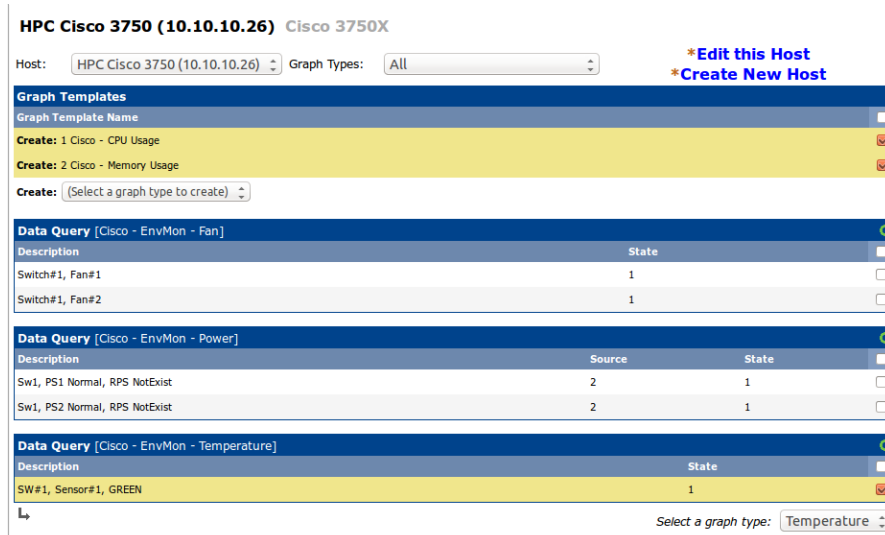 HPC Cisco 3750 (10.10.10.26) Cisco 3750X
Host: HPC Cisco 3750 (10.10.10.26) Graph Types: All
*Edit this Host
*Create New Host
Graph Templates
Graph Template Name
Create: 1 Cisco - CPU Usage
Create: 2 Cisco - Memory Usage
Create: (Select a graph type to create)
Data Query [Cisco - EnvMon - Fan]
Description State
Switch#1, Fan#1 1
Switch#1, Fan#2 1
Data Query [Cisco - EnvMon - Power]
Description Source State
Sw1, PS1 Normal, RPS NotExist 2 1
Sw1, PS2 Normal, RPS NotExist 2 1
Data Query [Cisco - EnvMon - Temperature]
Description State
SW#1, Sensor#1, GREEN 1
Select a graph type: Temperature